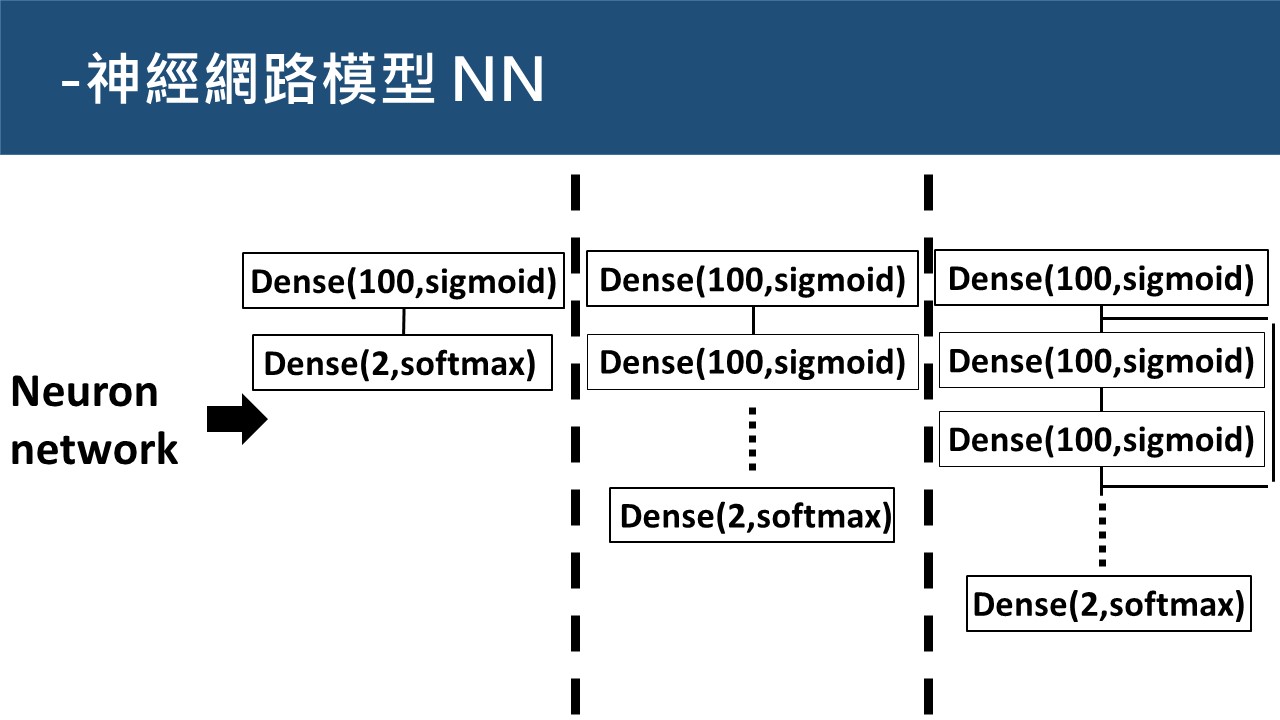 -神經網路模型 NN
Neuron
network
Dense(100,sigmoid)
Dense(2,softmax)
Dense(100,sigmoid)
Dense(100,sigmoid)
Dense(2,softmax)
Dense(100,sigmoid)
Dense(100,sigmoid)
Dense(100,sigmoid)
Dense(2,softmax)